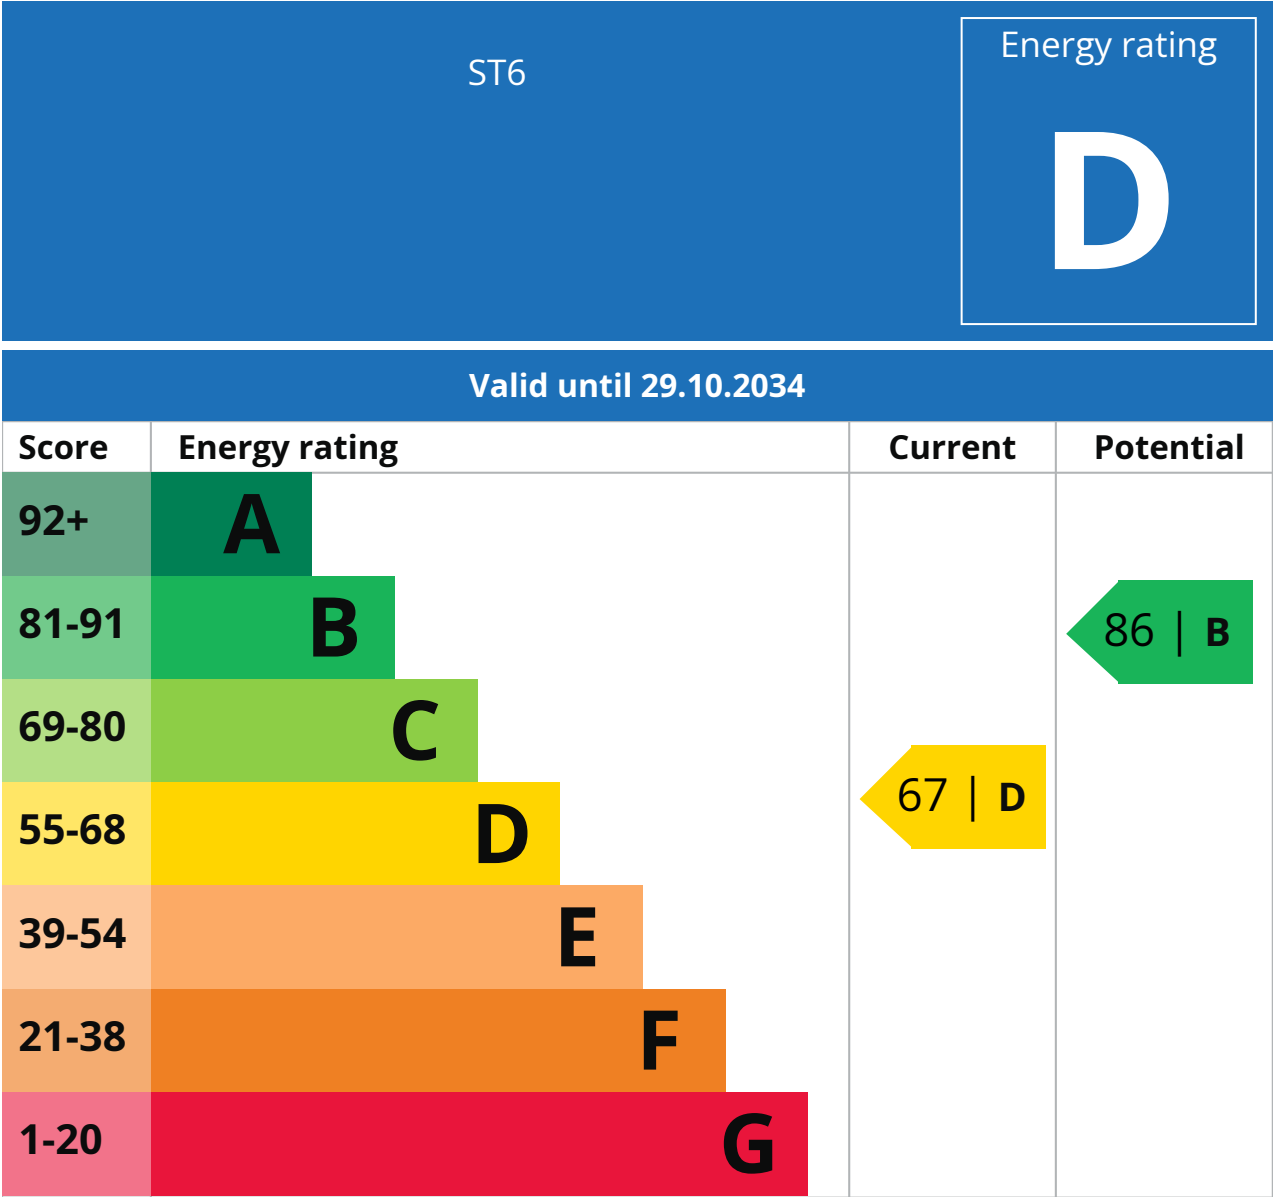 ST6
Energy rating
D
Valid until 29.10.2034
Score Energy rating Current Potential
92+ A
81-91 B 86 | B
69-80 C
55-68 D 67 | D
39-54 E
21-38 F
1-20 G